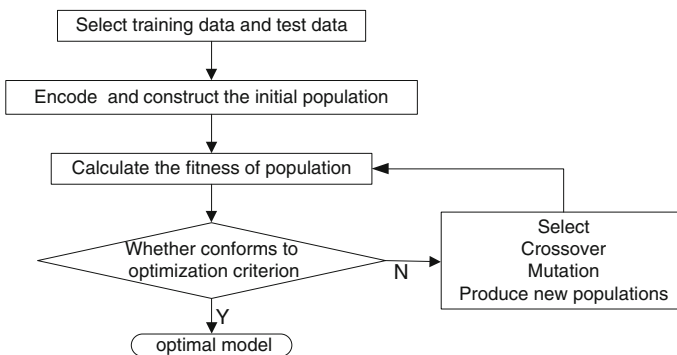 Select training data and test data
Encode and construct the initial population
Calculate the fitness of population
Whether conforms to
optimization criterion
N
Select
Crossover
Mutation
Produce new populations
Y
optimal model